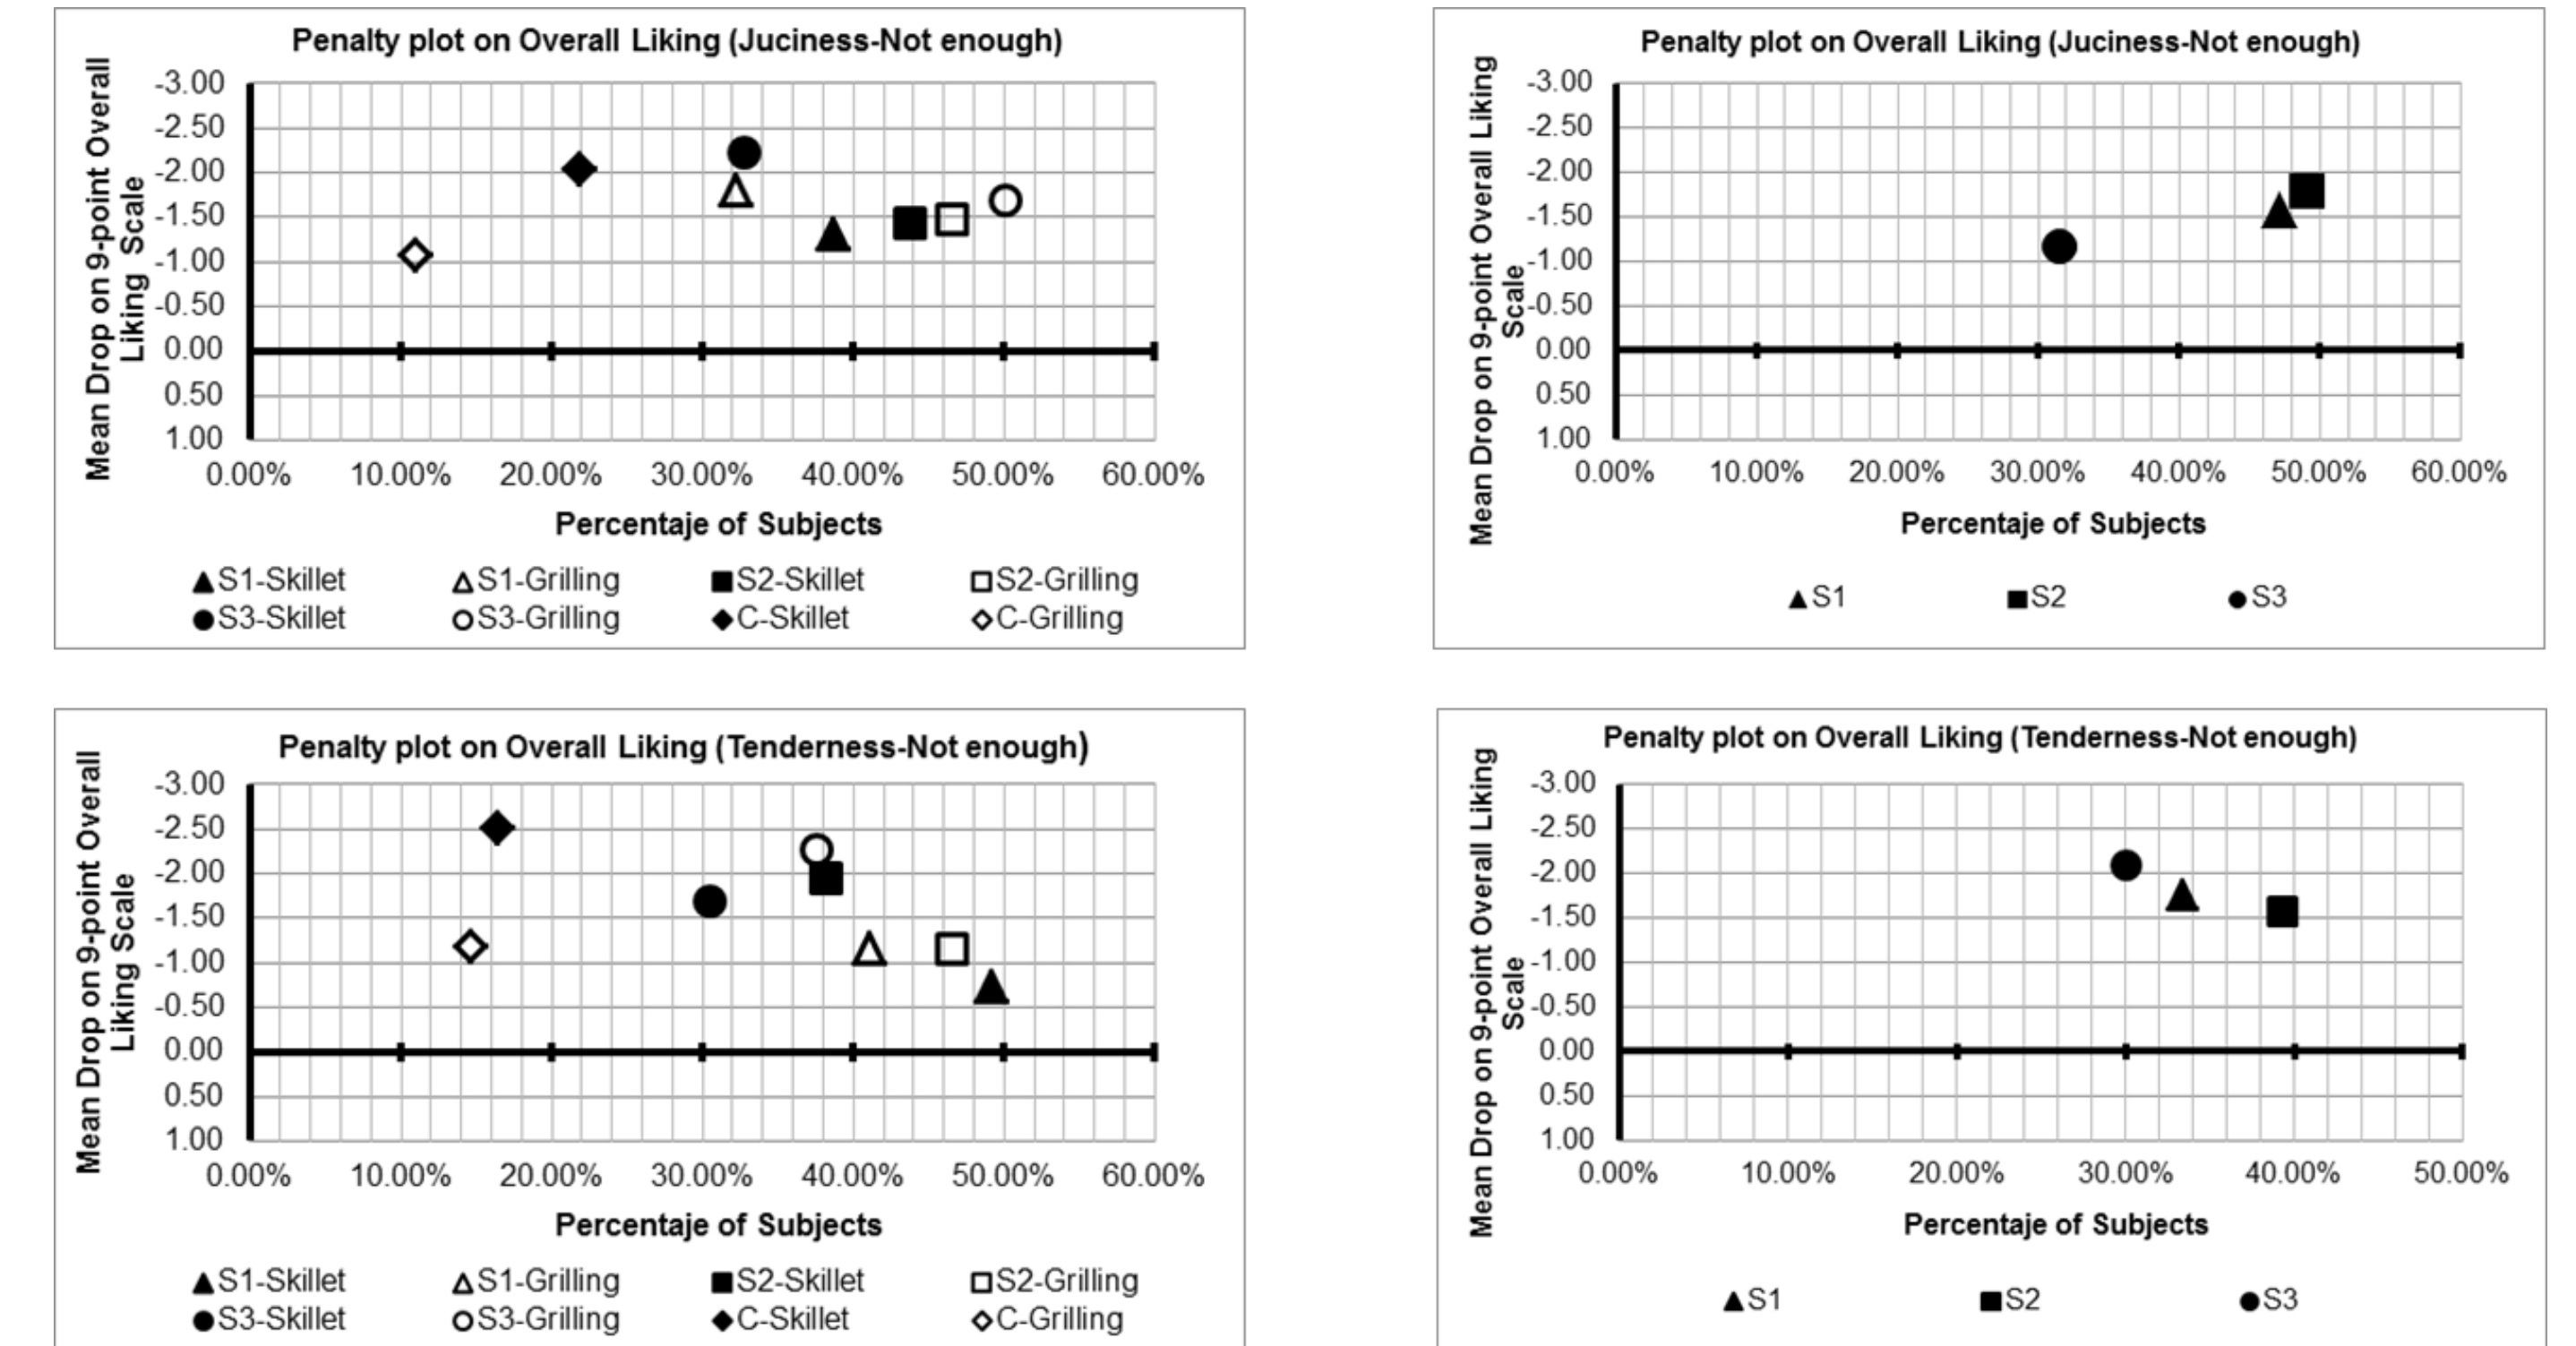 Penalty plot on Overall Liking (Juciness-Not enough)
Mean Drop on 9-point Overall
Liking Scale
-3.00
-2.50
-2.00
-1.50
-1.00
-0.50
0.00
0.50
1.00
0.00% 10.00% 20.00% 30.00% 40.00% 50.00% 60.00%
Percentaje of Subjects
S1-Skillet S1-Grilling S2-Skillet S2-Grilling
S3-Skillet S3-Grilling C-Skillet C-Grilling
Penalty plot on Overall Liking (Juciness-Not enough)
Mean Drop on 9-point Overall Liking
Scale
-3.00
-2.50
-2.00
-1.50
-1.00
-0.50
0.00
0.50
1.00
0.00% 10.00% 20.00% 30.00% 40.00% 50.00% 60.00%
Percentaje of Subjects
S1 S2 S3
Penalty plot on Overall Liking (Tenderness-Not enough)
Mean Drop on 9-point Overall
Liking Scale
-3.00
-2.50
-2.00
-1.50
-1.00
-0.50
0.00
0.50
1.00
0.00% 10.00% 20.00% 30.00% 40.00% 50.00% 60.00%
Percentaje of Subjects
S1-Skillet S1-Grilling S2-Skillet S2-Grilling
S3-Skillet S3-Grilling C-Skillet C-Grilling
Penalty plot on Overall Liking (Tenderness-Not enough)
Mean Drop on 9-point Overall Liking
Scale
-3.00
-2.50
-2.00
-1.50
-1.00
-0.50
0.00
0.50
1.00
0.00% 10.00% 20.00% 30.00% 40.00% 50.00%
Percentaje of Subjects
S1 S2 S3